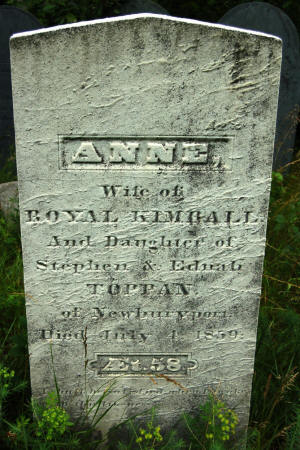 ANNE,
Wife of
ROYAL KIMBALL
And Daughter of
Stephen & Ednah
TOPPAN
of Newburyport
Died July 4, 1859.
Æt. 58.